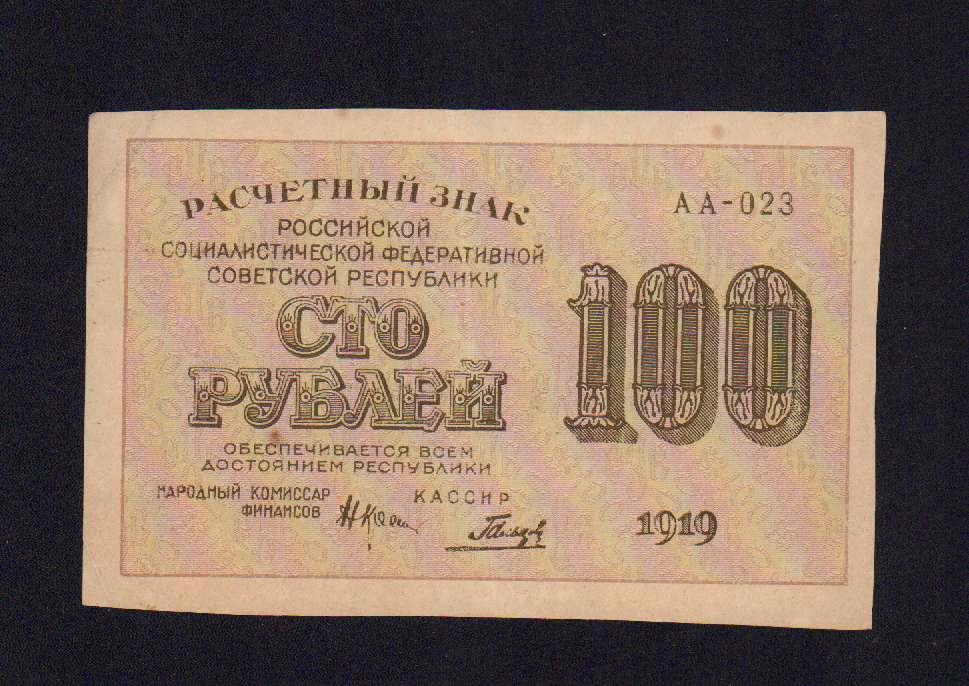 РАСЧЕТНЫЙ ЗНАК
АА-023
РОССИЙСКОЙ
СОЦИАЛИСТИЧЕСКОЙ ФЕДЕРАТИВНОЙ
СОВЕТСКОЙ РЕСПУБЛИКИ
СТО
РУБЛЕЙ
100
ОБЕСПЕЧИВАЕТСЯ ВСЕМ
ДОСТОЯНИЕМ РЕСПУБЛИКИ
НАРОДНЫЙ КОМИССАР
ФИНАНСОВ
КАССИР
1919